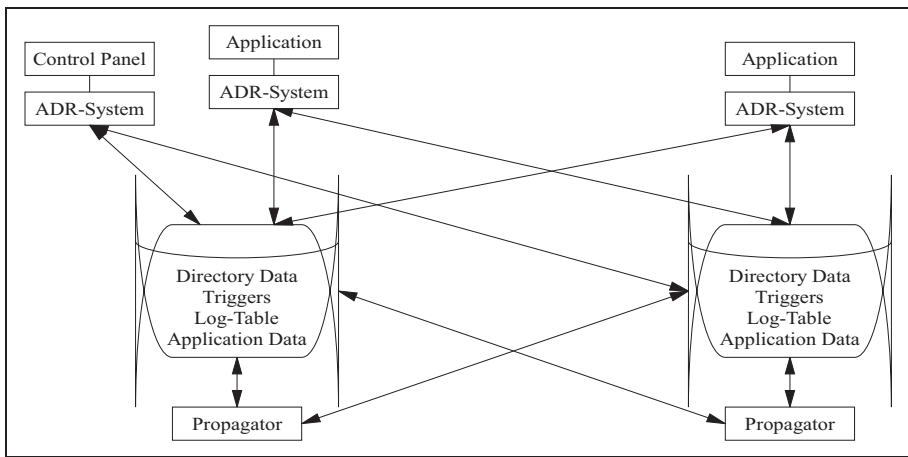 Control Panel
ADR-System
Application
ADR-System
Application
ADR-System
Directory Data
Triggers
Log-Table
Application Data
Directory Data
Triggers
Log-Table
Application Data
Propagator
Propagator